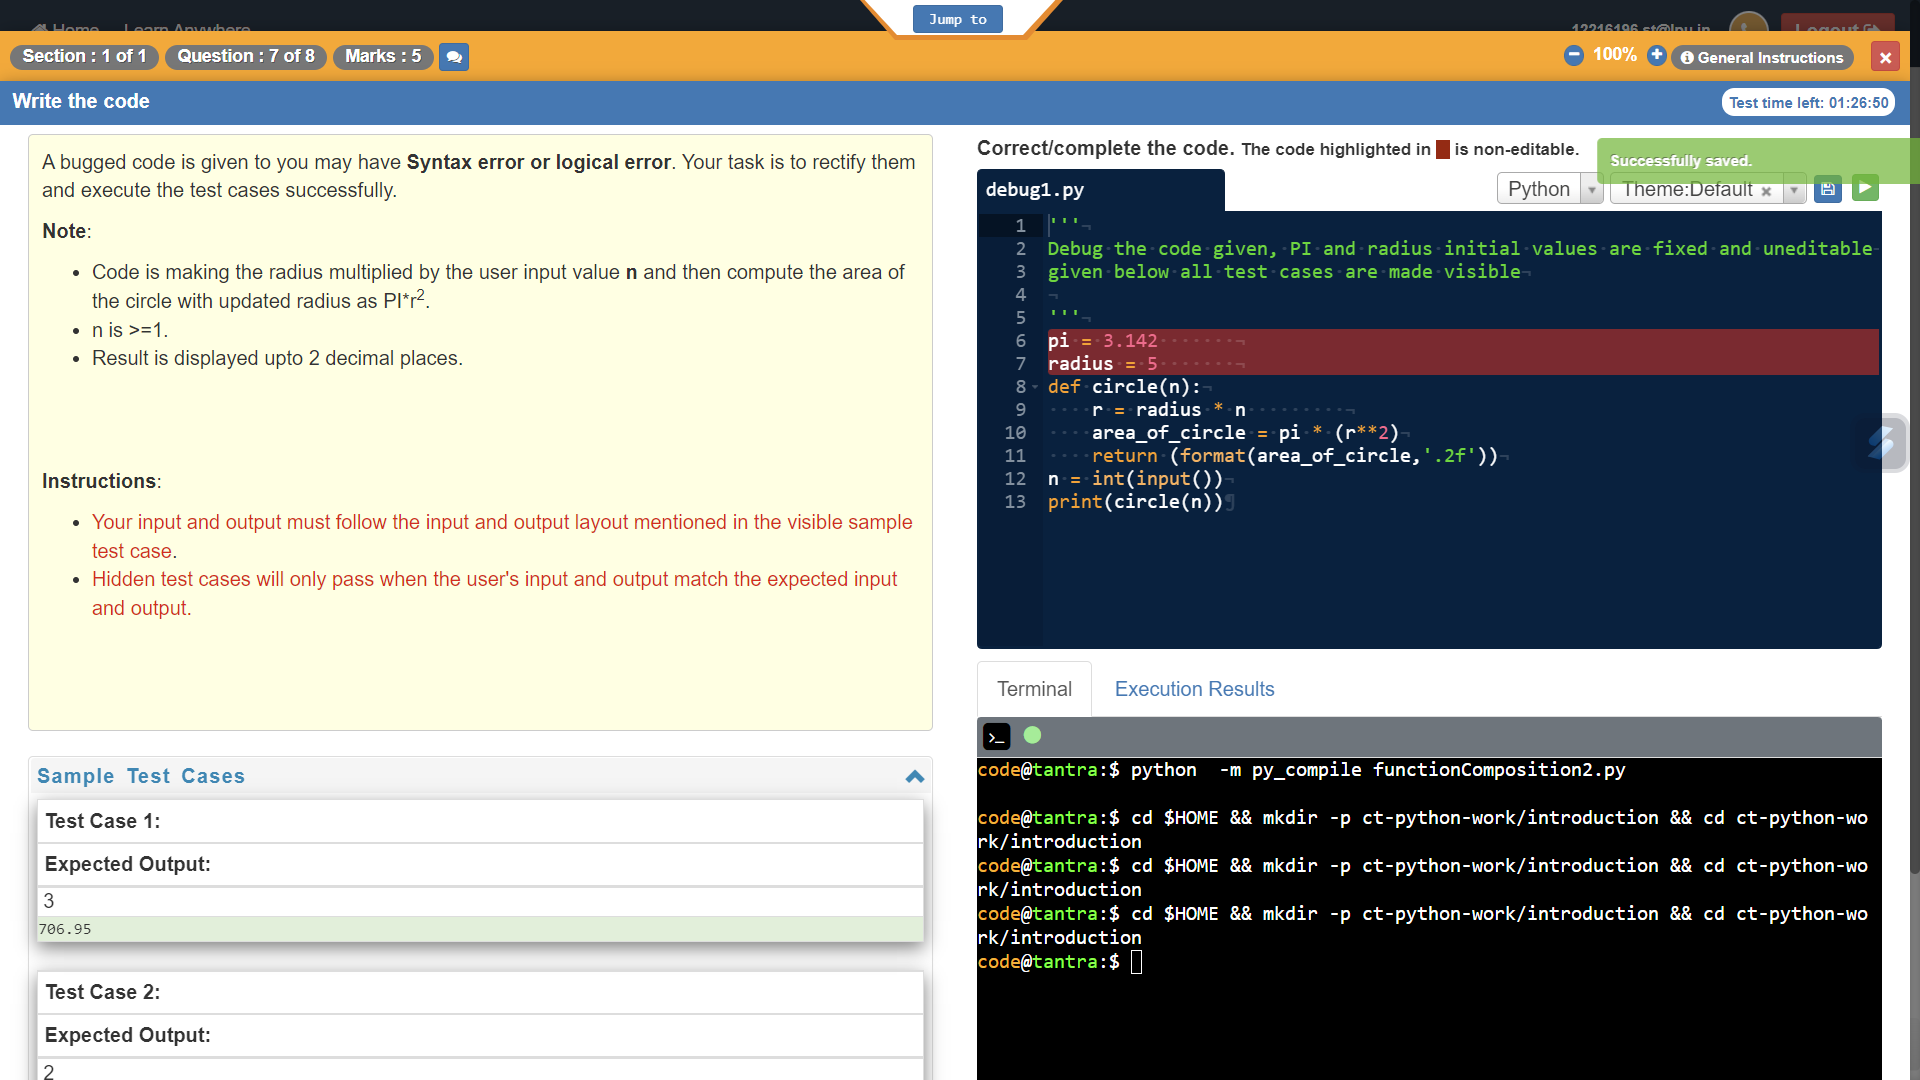 Home Learn Anywhere
Jump to
12216196.st@lpu.in
Logout
Section : 1 of 1
Question : 7 of 8
Marks : 5
100%
General Instructions
Write the code
Test time left: 01:26:50
A bugged code is given to you may have Syntax error or logical error. Your task is to rectify them
and execute the test cases successfully.
Note:
Code is making the radius multiplied by the user input value n and then compute the area of
the circle with updated radius as PI*r2.
n is >=1.
Result is displayed upto 2 decimal places.
Instructions:
Your input and output must follow the input and output layout mentioned in the visible sample
test case.
Hidden test cases will only pass when the user's input and output match the expected input
and output.
Sample Test Cases
Test Case 1:
Expected Output:
3
706.95
Test Case 2:
Expected Output:
2
Correct/complete the code. The code highlighted in is non-editable.
Successfully saved.
debug1.py
Python
Theme:Default ×
1 '''
2 Debug the code given, PI and radius initial values are fixed and uneditable
3 given below all test cases are made visible
4
5 '''
6 pi = 3.142
7 radius = 5
8 def circle(n):
9 r = radius * n
10 area_of_circle = pi * (r**2)
11 return (format(area_of_circle,'.2f'))
12 n = int(input())
13 print(circle(n))
Terminal
Execution Results
code@tantra:$ python  -m py_compile functionComposition2.py
code@tantra:$ cd $HOME && mkdir -p ct-python-work/introduction && cd ct-python-wo
rk/introduction
code@tantra:$ cd $HOME && mkdir -p ct-python-work/introduction && cd ct-python-wo
rk/introduction
code@tantra:$ cd $HOME && mkdir -p ct-python-work/introduction && cd ct-python-wo
rk/introduction
code@tantra:$